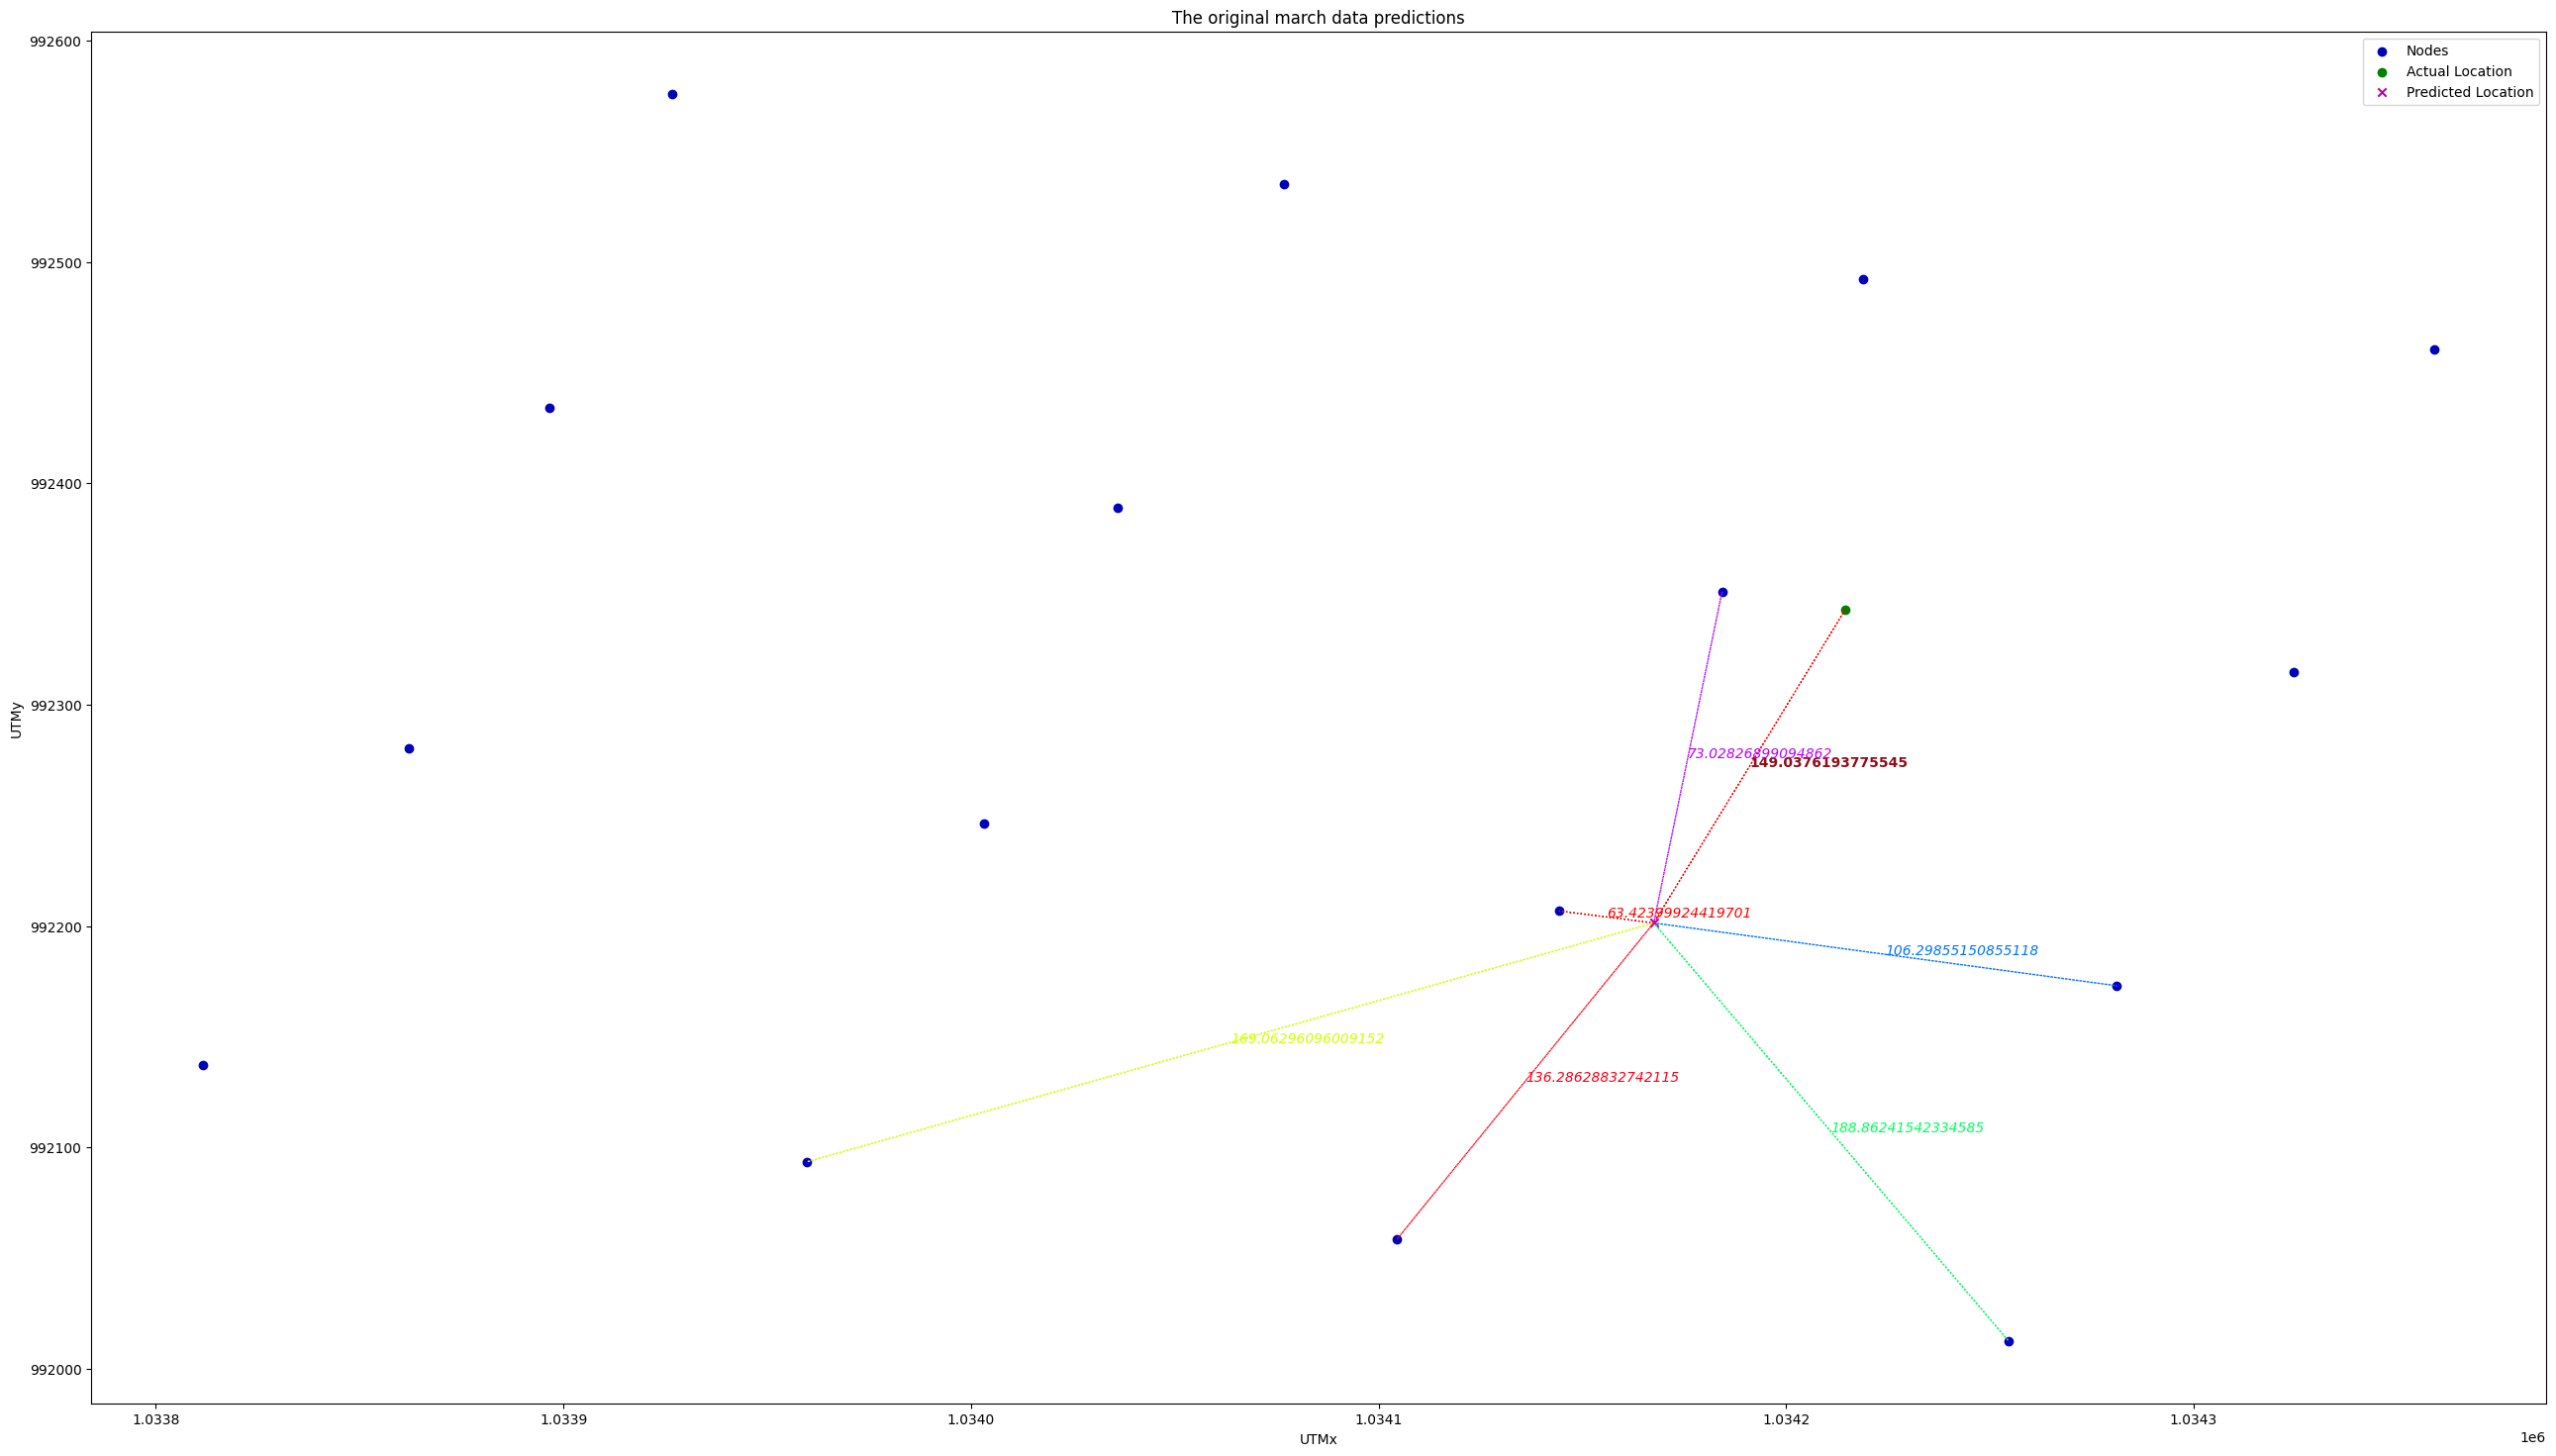 The original march data predictions
992600
992500
992400
992300
992200
992100
992000
UTMy
Nodes
Actual Location
Predicted Location
73.02826899094862
149.0376193775545
63.42399924419701
106.29855150855118
169.06296096009152
136.28628832742115
188.86241542334585
1.0338
1.0339
1.0340
1.0341
1.0342
1.0343
UTMx
1e6